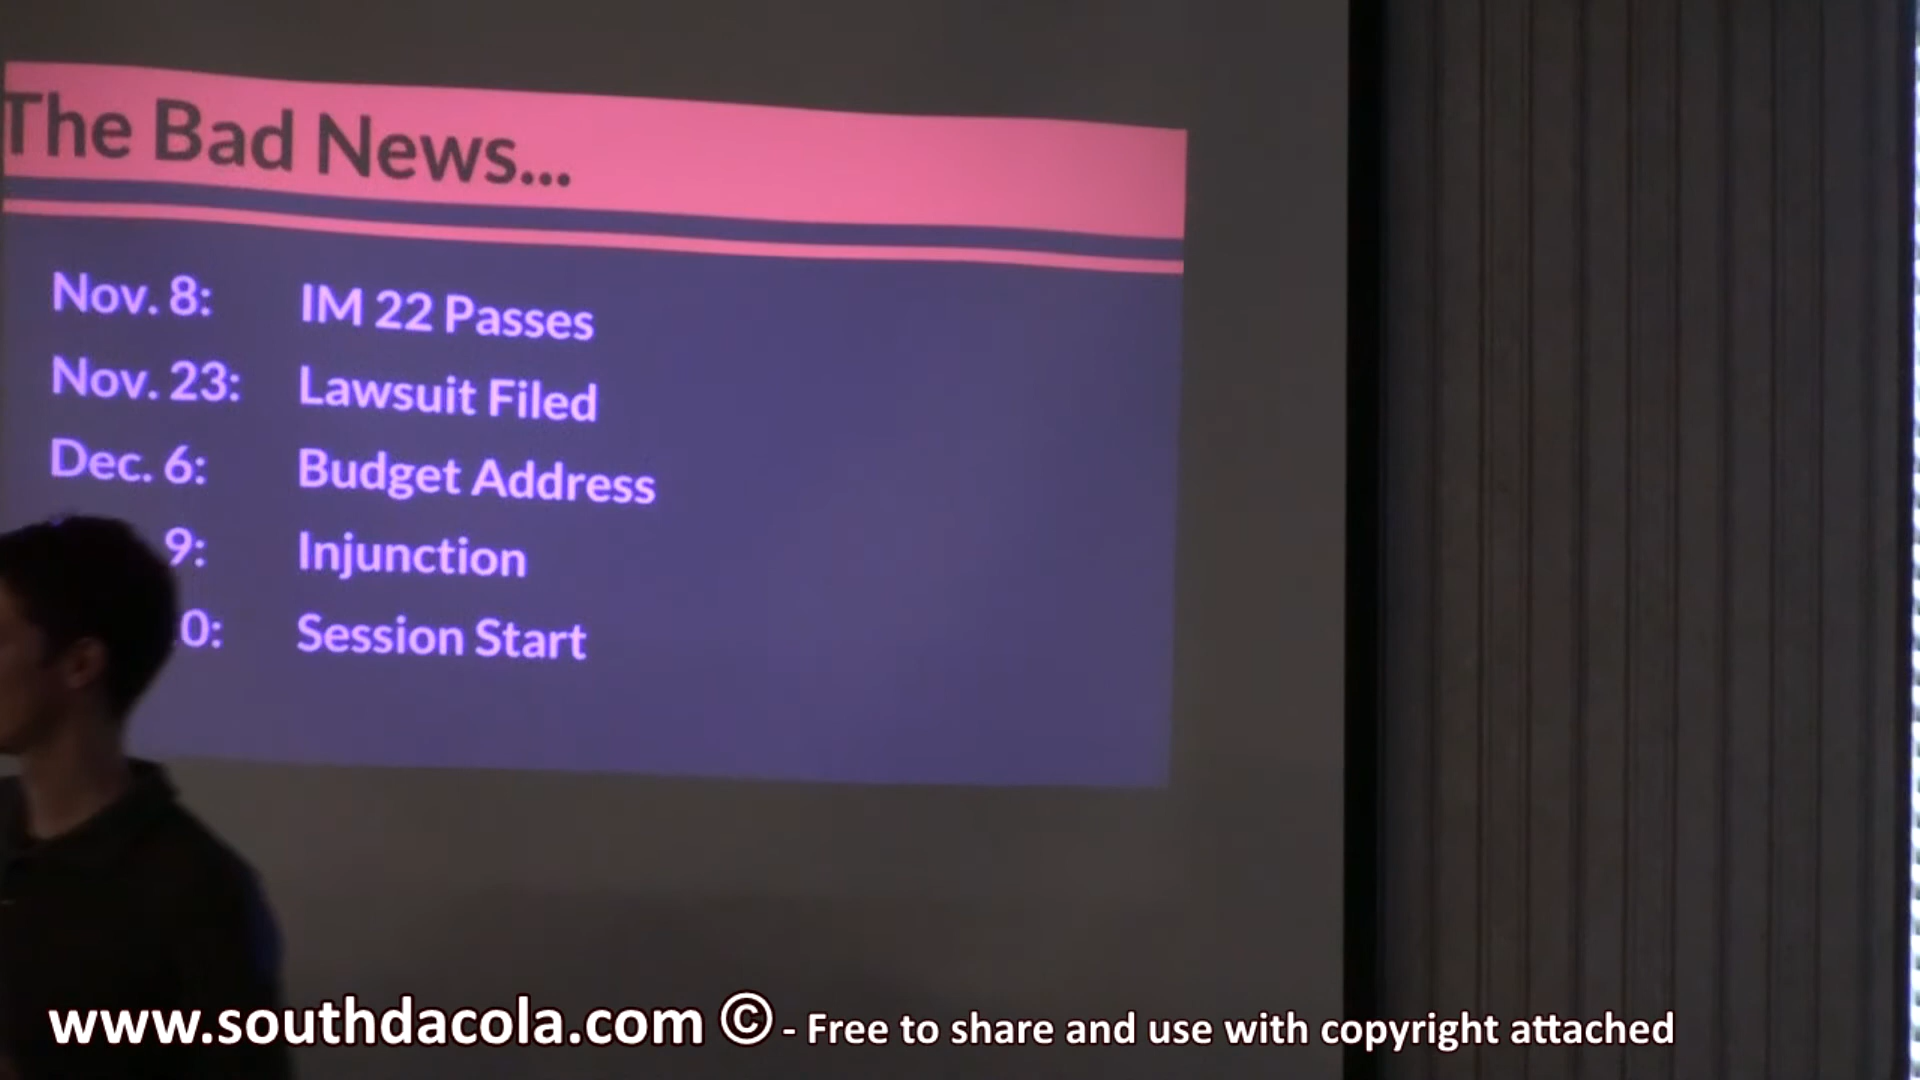 The Bad News...
Nov. 8: IM 22 Passes
Nov. 23: Lawsuit Filed
Dec. 6: Budget Address
9: Injunction
0: Session Start
www.southdacola.com © - Free to share and use with copyright attached